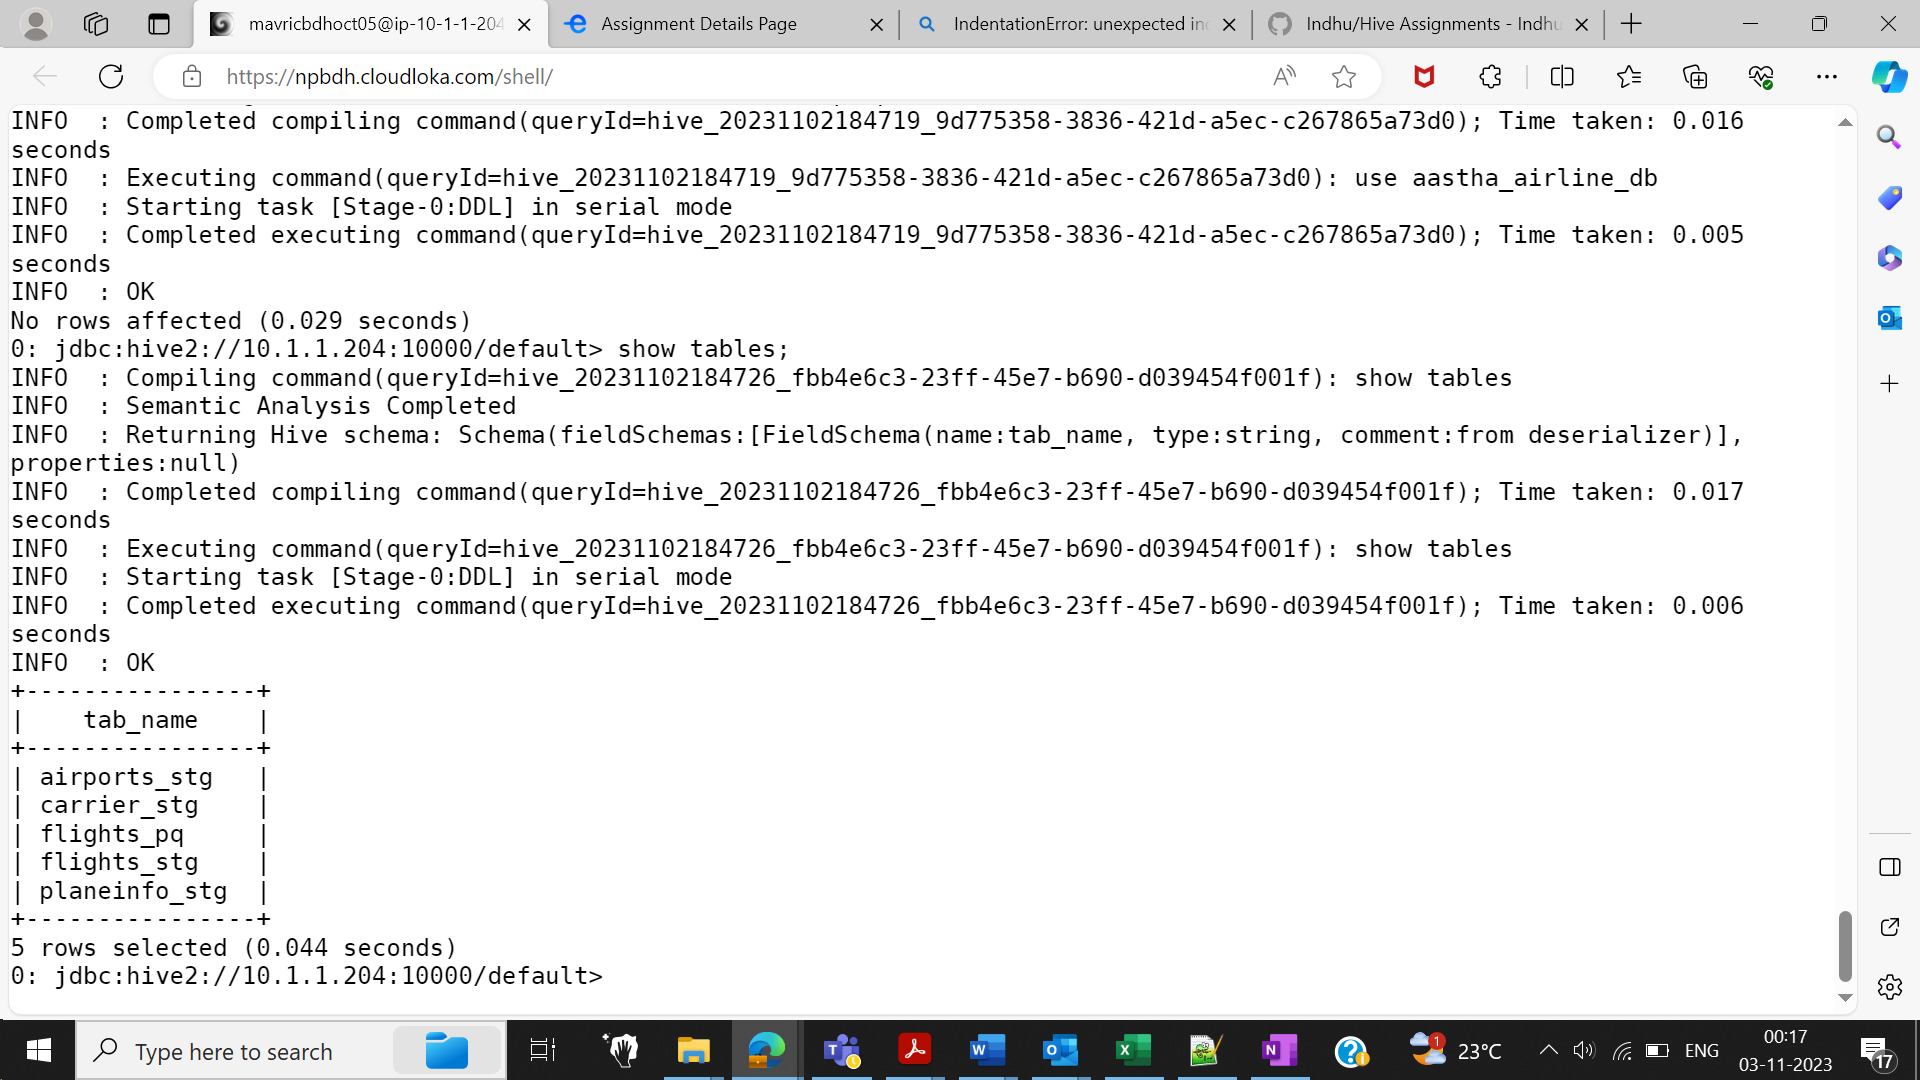 mavricbdhoct05@ip-10-1-1-204
Assignment Details Page
IndentationError: unexpected in
Indhu/Hive Assignments - Indhu
https://npbdh.cloudloka.com/shell/
INFO  : Completed compiling command(queryId=hive_20231102184719_9d775358-3836-421d-a5ec-c267865a73d0); Time taken: 0.016
seconds
INFO  : Executing command(queryId=hive_20231102184719_9d775358-3836-421d-a5ec-c267865a73d0): use aastha_airline_db
INFO  : Starting task [Stage-0:DDL] in serial mode
INFO  : Completed executing command(queryId=hive_20231102184719_9d775358-3836-421d-a5ec-c267865a73d0); Time taken: 0.005
seconds
INFO  : OK
No rows affected (0.029 seconds)
0: jdbc:hive2://10.1.1.204:10000/default> show tables;
INFO  : Compiling command(queryId=hive_20231102184726_fbb4e6c3-23ff-45e7-b690-d039454f001f): show tables
INFO  : Semantic Analysis Completed
INFO  : Returning Hive schema: Schema(fieldSchemas:[FieldSchema(name:tab_name, type:string, comment:from deserializer)],
properties:null)
INFO  : Completed compiling command(queryId=hive_20231102184726_fbb4e6c3-23ff-45e7-b690-d039454f001f); Time taken: 0.017
seconds
INFO  : Executing command(queryId=hive_20231102184726_fbb4e6c3-23ff-45e7-b690-d039454f001f): show tables
INFO  : Starting task [Stage-0:DDL] in serial mode
INFO  : Completed executing command(queryId=hive_20231102184726_fbb4e6c3-23ff-45e7-b690-d039454f001f); Time taken: 0.006
seconds
INFO  : OK
+----------------+
|    tab_name    |
+----------------+
| airports_stg   |
| carrier_stg    |
| flights_pq     |
| flights_stg    |
| planeinfo_stg  |
+----------------+
5 rows selected (0.044 seconds)
0: jdbc:hive2://10.1.1.204:10000/default>
Type here to search
1
23°C
ENG
00:17
03-11-2023
17